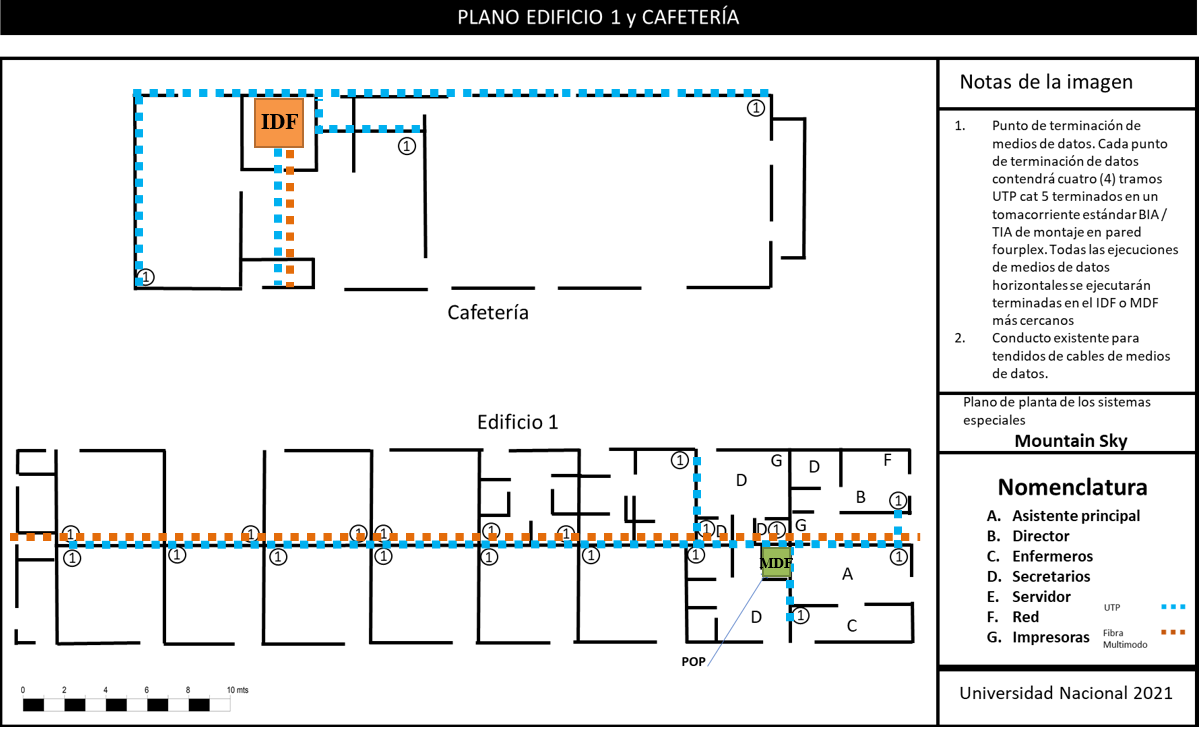 PLANO EDIFICIO 1 y CAFETERÍA
IDF
1
1
1
Cafetería
Edificio 1
1
G
D
D
F
B
1
1
1
1
1
1
1
1
D
D
1
G
1
1
1
1
1
1
1
1
MDF
A
D
1
C
POP
0 2 4 6 8 10 mts
Notas de la imagen
1. Punto de terminación de
medios de datos. Cada punto
de terminación de datos
contendrá cuatro (4) tramos
UTP cat 5 terminados en un
tomacorriente estándar BIA /
TIA de montaje en pared
fourplex. Todas las ejecuciones
de medios de datos
horizontales se ejecutarán
terminadas en el IDF o MDF
más cercanos
2. Conducto existente para
tendidos de cables de medios
de datos.
Plano de planta de los sistemas
especiales
Mountain Sky
Nomenclatura
A. Asistente principal
B. Director
C. Enfermeros
D. Secretarios
E. Servidor
F. Red
G. Impresoras
UTP
Fibra
Multimodo
Universidad Nacional 2021